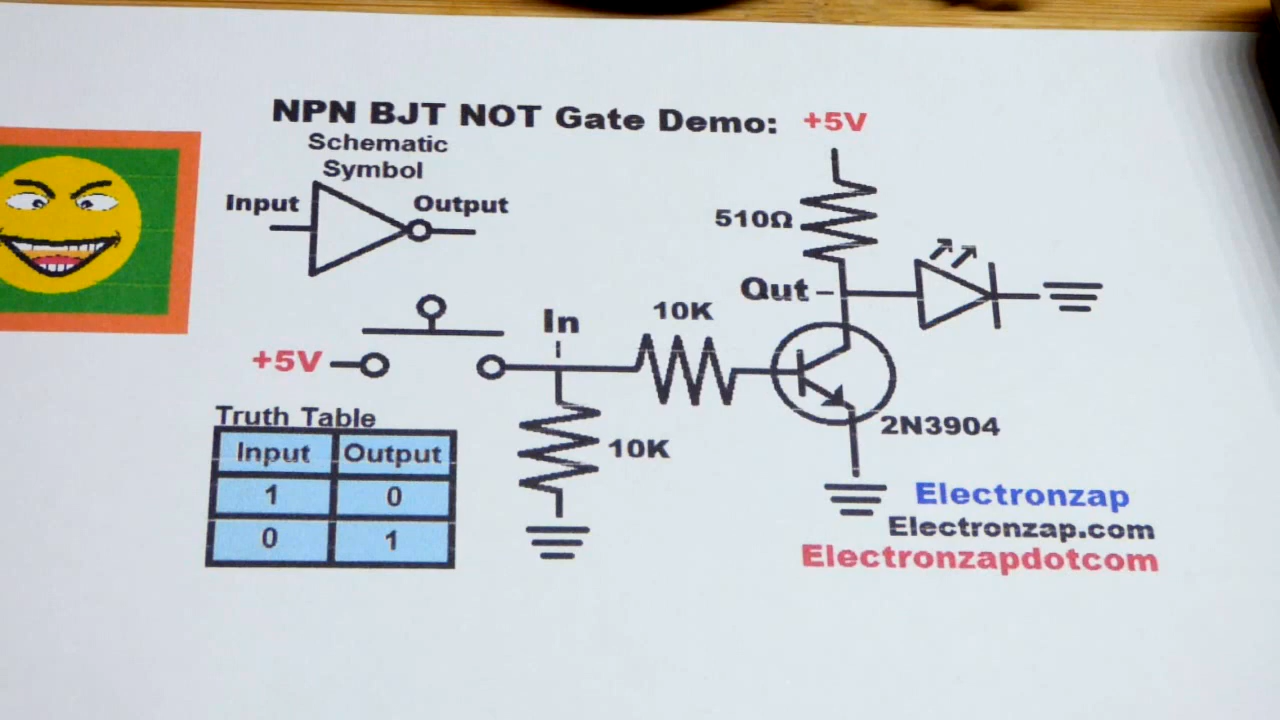 NPN BJT NOT Gate Demo: +5V
Schematic
Symbol
Input
Output
510Ω
Qut
In
10K
+5V
10K
2N3904
Truth Table
Input Output
1 0
0 1
Electronzap
Electronzap.com
Electronzapdotcom